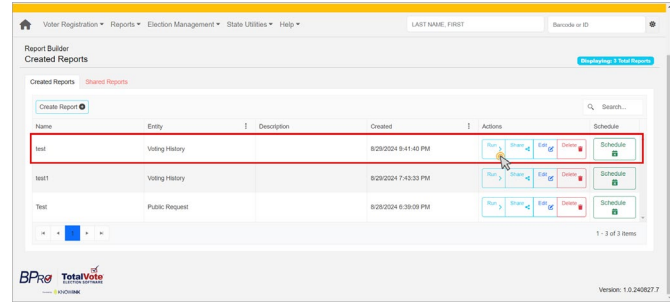 Voter Registration Reports Election Management State Utilities Help LAST NAME, FIRST Barcode or ID
Report Builder
Created Reports
Displaying: 3 Total Reports
Created Reports Shared Reports
Create Report Search...
Name Entity Description Created Actions Schedule
test Voting History 8/29/2024 9:41:40 PM Run Share Edit Delete Schedule
test1 Voting History 8/29/2024 7:43:33 PM Run Share Edit Delete Schedule
Test Public Request 8/28/2024 6:39:09 PM Run Share Edit Delete Schedule
1 - 3 of 3 items
BPro TotalVote
ELECTION SOFTWARE
KNOWiNK
Version: 1.0.240827.7